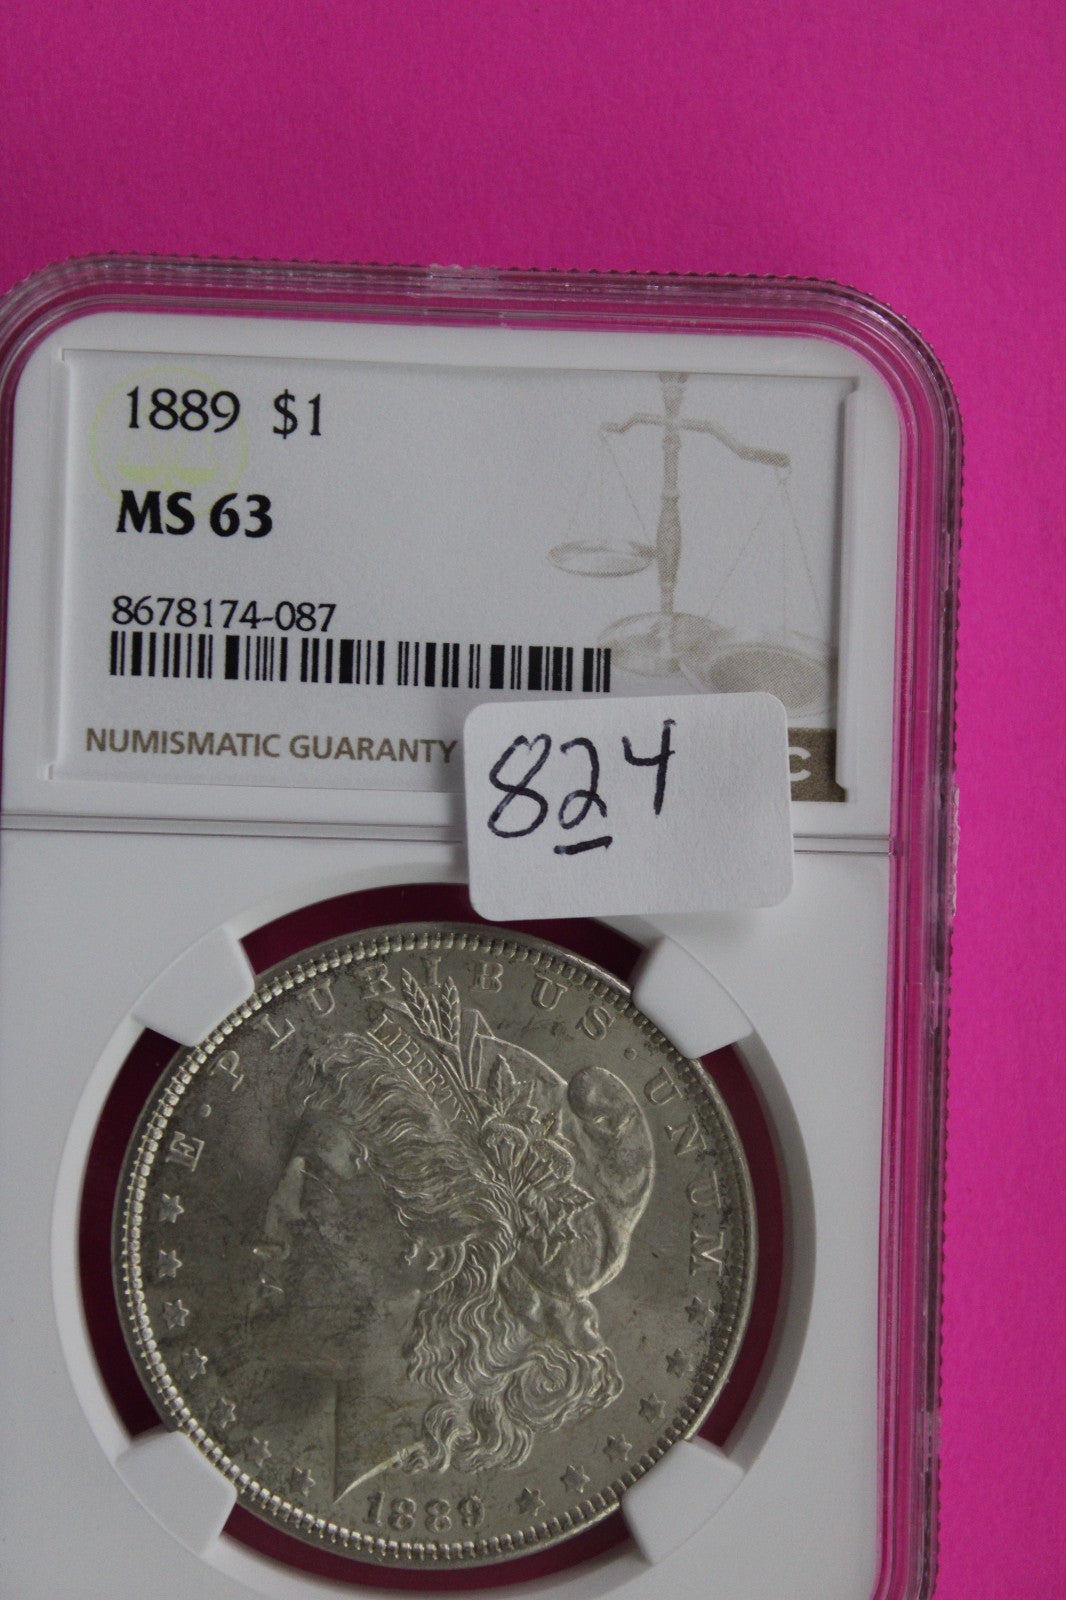 1889 $1
MS 63
8678174-087
NUMISMATIC GUARANTY
C
824
E·PLURIBUS·UNUM
LIBERTY
1889